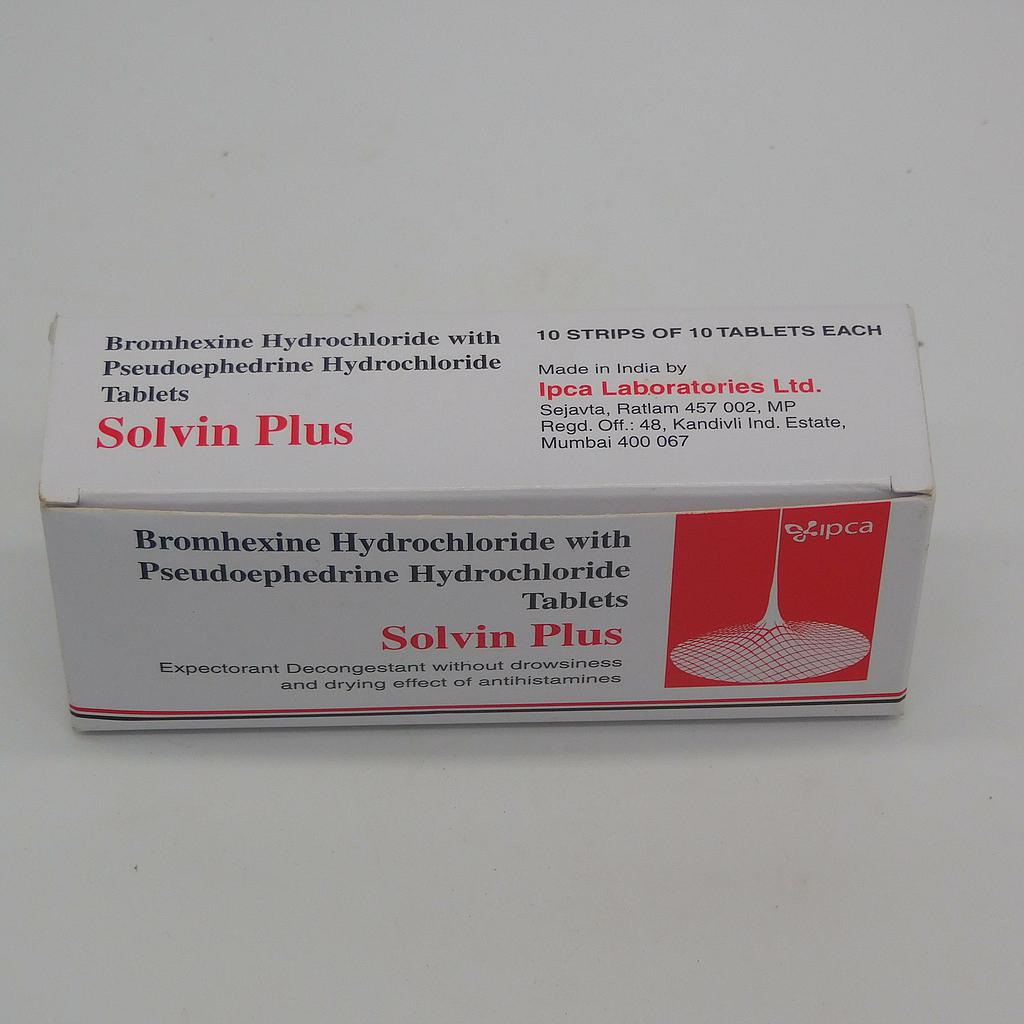 Bromhexine Hydrochloride with
Pseudoephedrine Hydrochloride
Tablets
Solvin Plus
10 STRIPS OF 10 TABLETS EACH
Made in India by
Ipca Laboratories Ltd.
Sejavta, Ratlam 457 002, MP
Regd. Off.: 48, Kandivli Ind. Estate,
Mumbai 400 067
Bromhexine Hydrochloride with
Pseudoephedrine Hydrochloride
Tablets
Solvin Plus
Expectorant Decongestant without drowsiness
and drying effect of antihistamines
ipca